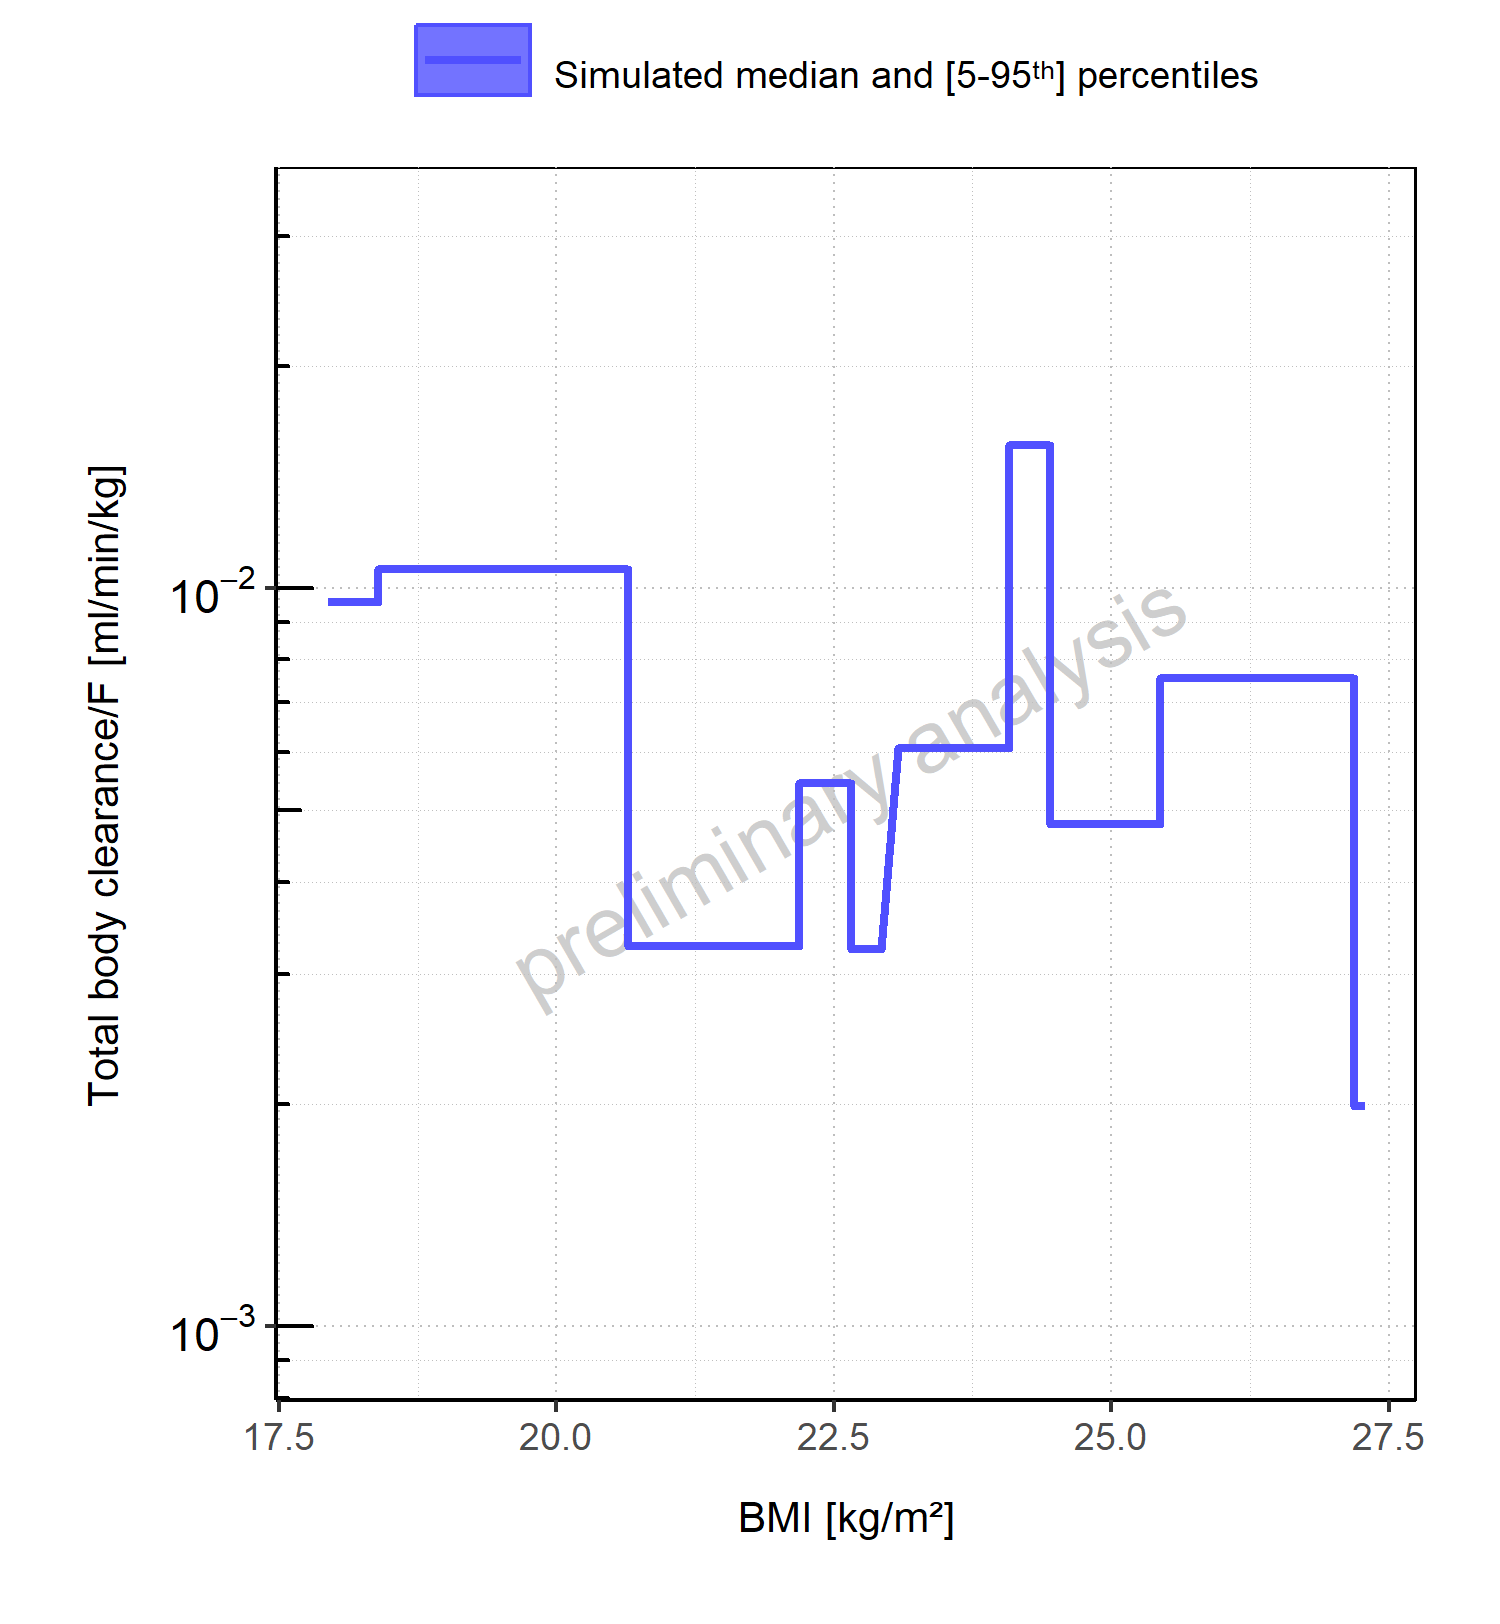 Simulated median and [5-95ᵗʰ] percentiles
Total body clearance/F [ml/min/kg]
10⁻²
10⁻³
preliminary analysis
17.5 20.0 22.5 25.0 27.5
BMI [kg/m²]